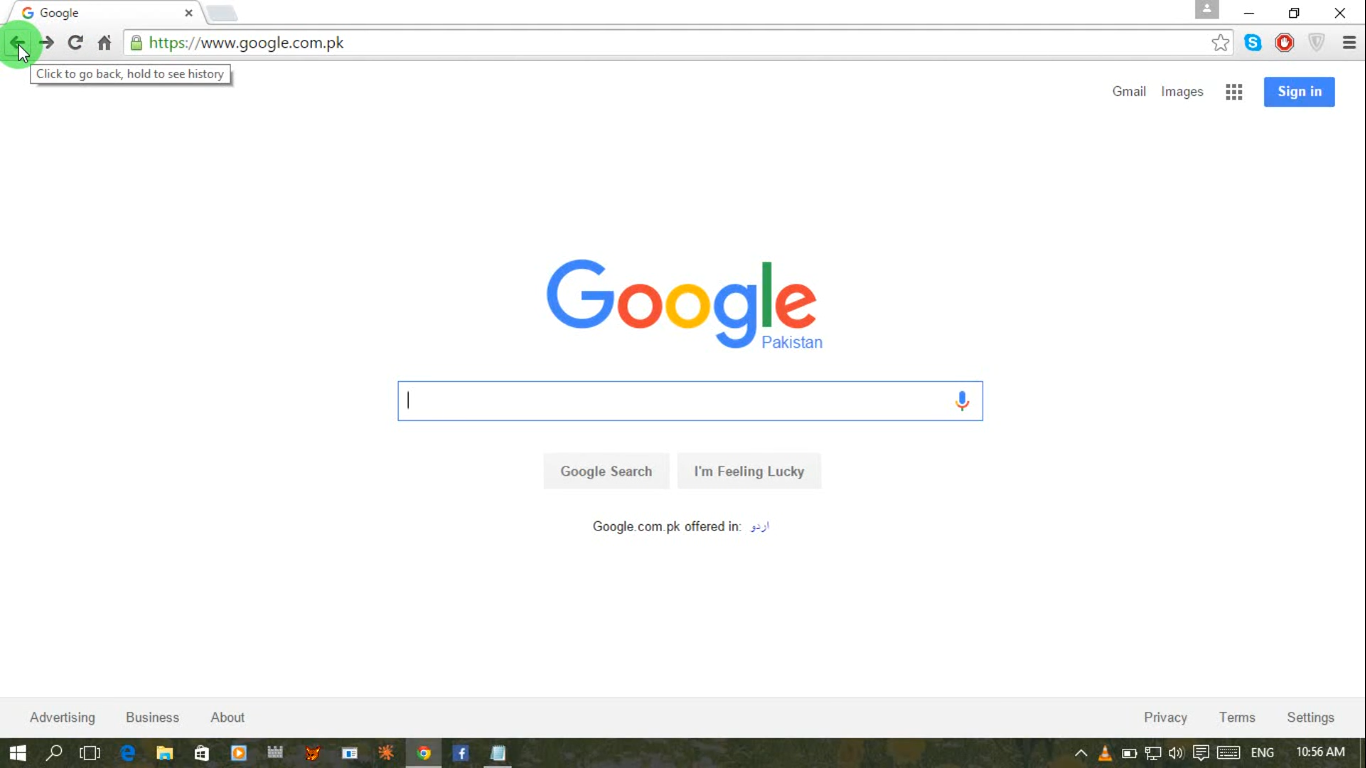 Google
https://www.google.com.pk
Click to go back, hold to see history
Gmail Images Sign in
Google
Pakistan
Google Search I'm Feeling Lucky
Google.com.pk offered in: اردو
Advertising Business About Privacy Terms Settings
ENG 10:56 AM